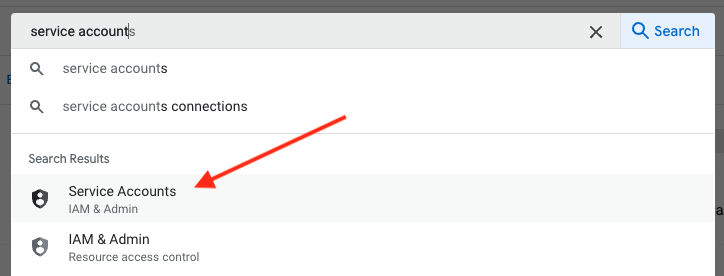 service accounts
Search
service accounts
service accounts connections
Search Results
Service Accounts
IAM & Admin
IAM & Admin
Resource access control